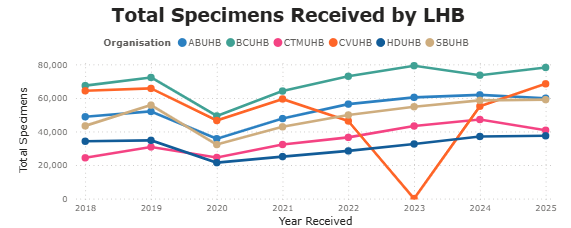 Total Specimens Received by LHB
Organisation ABUHB BCUHB CTMUHB CVUHB HDUHB SBUHB
Total Specimens
80,000
60,000
40,000
20,000
0
2018 2019 2020 2021 2022 2023 2024 2025
Year Received